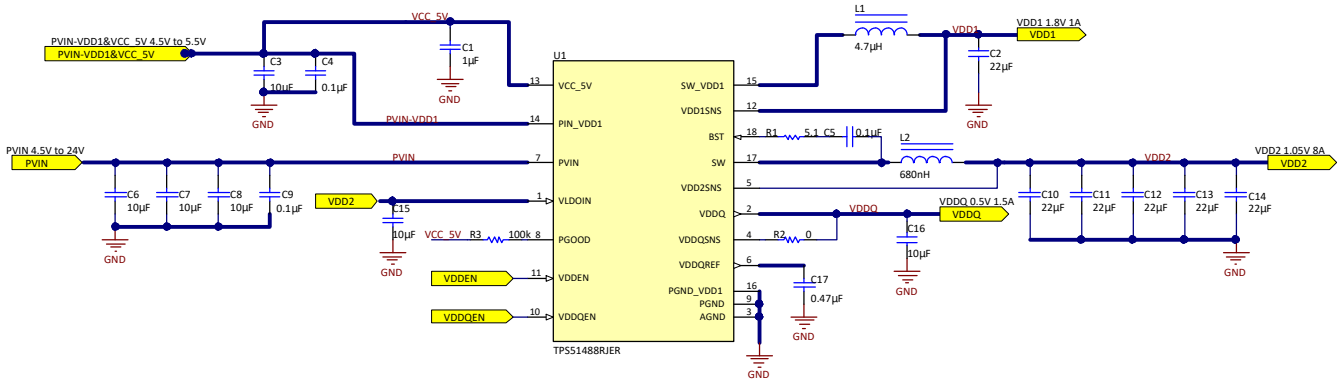 VCC_5V
PVIN-VDD1&VCC_5V 4.5V to 5.5V
PVIN-VDD1&VCC_5V
C3
10µF
C4
0.1µF
GND
C1
1µF
GND
PVIN-VDD1
PVIN 4.5V to 24V
PVIN
PVIN
C6
10µF
C7
10µF
C8
10µF
C9
0.1µF
GND
VDD2
C15
10µF
GND
VCC_5V
R3
100k
VDDEN
VDDQEN
U1
13
VCC_5V
14
PIN_VDD1
7
PVIN
1
VLDOIN
8
PGOOD
11
VDDEN
10
VDDQEN
SW_VDD1
15
VDD1SNS
12
BST
18
SW
17
VDD2SNS
5
VDDQ
2
VDDQSNS
4
VDDQREF
6
PGND_VDD1
16
PGND
9
AGND
3
TPS51488RJER
L1
4.7µH
VDD1
VDD1 1.8V 1A
VDD1
C2
22µF
GND
R1
5.1
C5
0.1µF
L2
680nH
VDD2
VDD2 1.05V 8A
VDD2
C10
22µF
C11
22µF
C12
22µF
C13
22µF
C14
22µF
GND
VDDQ
VDDQ 0.5V 1.5A
VDDQ
R2
0
C16
10µF
GND
C17
0.47µF
GND
GND